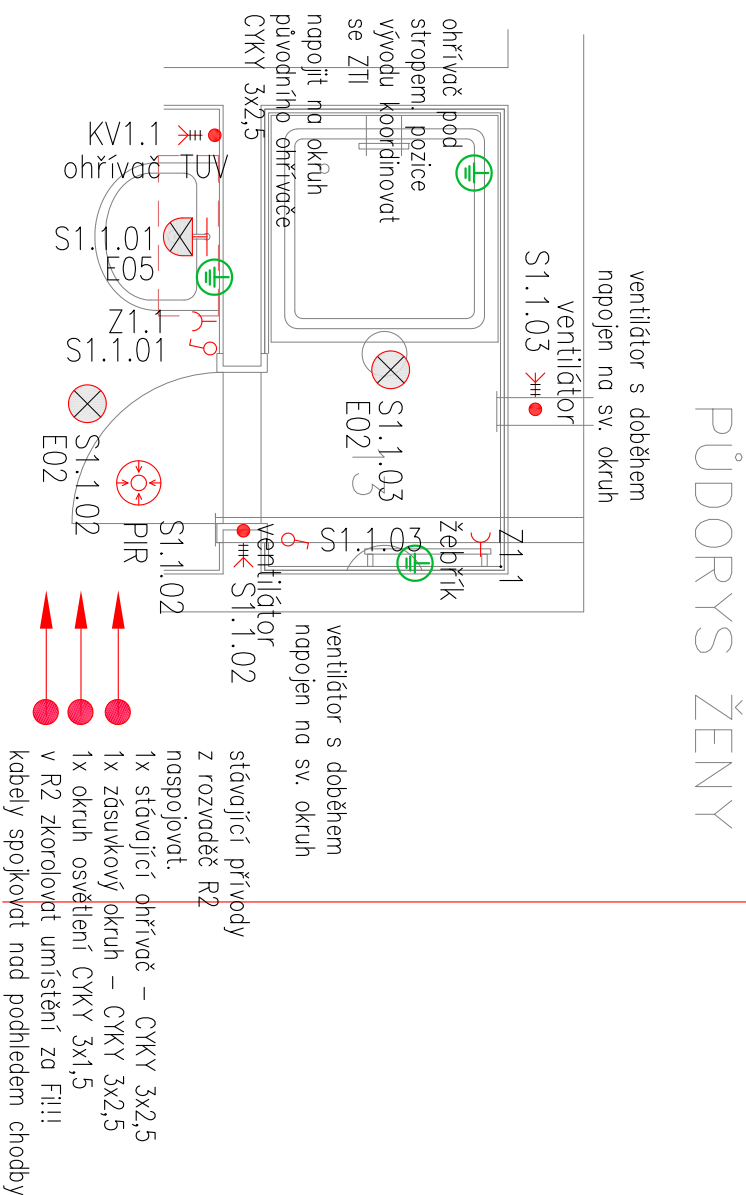 PŮDORYS ŽENY
ventilátor s doběhem
napojen na sv. okruh
ventilátor
S1.1.03
ohřívač pod
stropem. pozice
vývodu koordinovat
se ZTI
napojit na okruh
původního ohřívače
CYKY 3x2,5
KV1.1
ohřívač TUV
S1.1.01
E05
Z1.1
S1.1.01
S1.1.03
E02
13
S1.1.02
E02
S1.1.02
PIR
Z1.1
žebřík
S1.1.03
ventilátor
S1.1.02
ventilátor s doběhem
napojen na sv. okruh
stávající přívody
z rozvaděč R2
naspojovat.
1x stávající ohřívač – CYKY 3x2,5
1x zásuvkový okruh – CYKY 3x2,5
1x okruh osvětlení CYKY 3x1,5
v R2 zkorolovat umístění za FI!!!
kabely spojkovat nad podhledem chodby